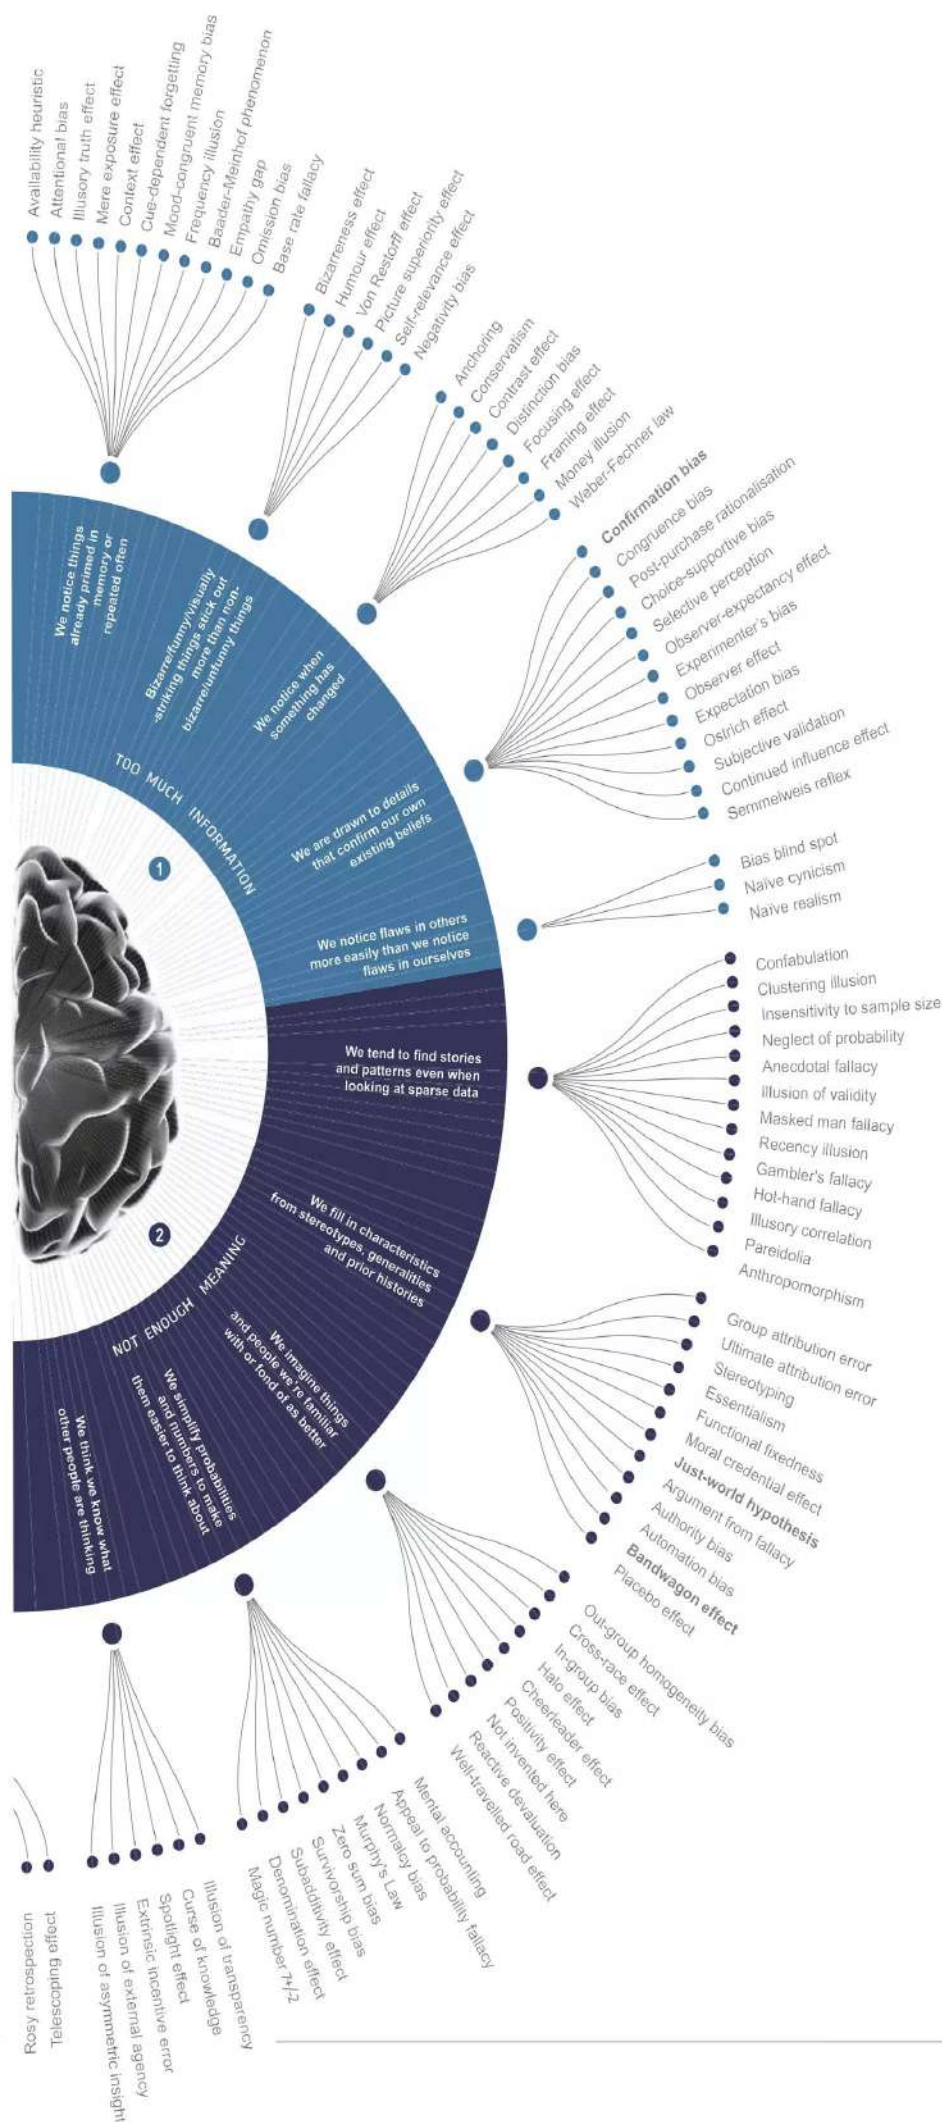 Availability heuristic
Attentional bias
Illusory truth effect
Mere exposure effect
Context effect
Cue-dependent forgetting
Mood-congruent memory bias
Frequency illusion
Baader-Meinhof phenomenon
Empathy gap
Omission bias
Base rate fallacy
Bizarreness effect
Humour effect
Von Restorff effect
Picture superiority effect
Self-relevance effect
Negativity bias
Anchoring
Conservatism
Contrast effect
Distinction bias
Focusing effect
Framing effect
Money illusion
Weber-Fechner law
Confirmation bias
Congruence bias
Post-purchase rationalisation
Choice-supportive bias
Selective perception
Observer-expectancy effect
Experimenter's bias
Observer effect
Expectation bias
Ostrich effect
Subjective validation
Continued influence effect
Semmelweis reflex
Bias blind spot
Naïve cynicism
Naïve realism
We notice things
already primed in
memory or
repeated often
Bizarre/funny/visually
-striking things stick out
more than non-
bizarre/unfunny things
We notice when
something has
changed
We are drawn to details
that confirm our own
existing beliefs
We notice flaws in others
more easily than we notice
flaws in ourselves
TOO MUCH INFORMATION
1
2
NOT ENOUGH MEANING
We tend to find stories
and patterns even when
looking at sparse data
We fill in characteristics
from stereotypes, generalities
and prior histories
We imagine things
and people we're familiar
with or fond of as better
We simplify probabilities
and numbers to make
them easier to think about
We think we know what
other people are thinking
Confabulation
Clustering illusion
Insensitivity to sample size
Neglect of probability
Anecdotal fallacy
Illusion of validity
Masked man fallacy
Recency illusion
Gambler's fallacy
Hot-hand fallacy
Illusory correlation
Pareidolia
Anthropomorphism
Group attribution error
Ultimate attribution error
Stereotyping
Essentialism
Functional fixedness
Moral credential effect
Just-world hypothesis
Argument from fallacy
Authority bias
Automation bias
Bandwagon effect
Placebo effect
Out-group homogeneity bias
Cross-race effect
In-group bias
Halo effect
Cheerleader effect
Positivity effect
Not invented here
Reactive devaluation
Well-travelled road effect
Mental accounting
Appeal to probability fallacy
Normalcy bias
Murphy's Law
Zero sum bias
Survivorship bias
Subadditivity effect
Denomination effect
Magic number 7+/-2
Illusion of transparency
Curse of knowledge
Spotlight effect
Extrinsic incentive error
Illusion of external agency
Illusion of asymmetric insight
Telescoping effect
Rosy retrospection